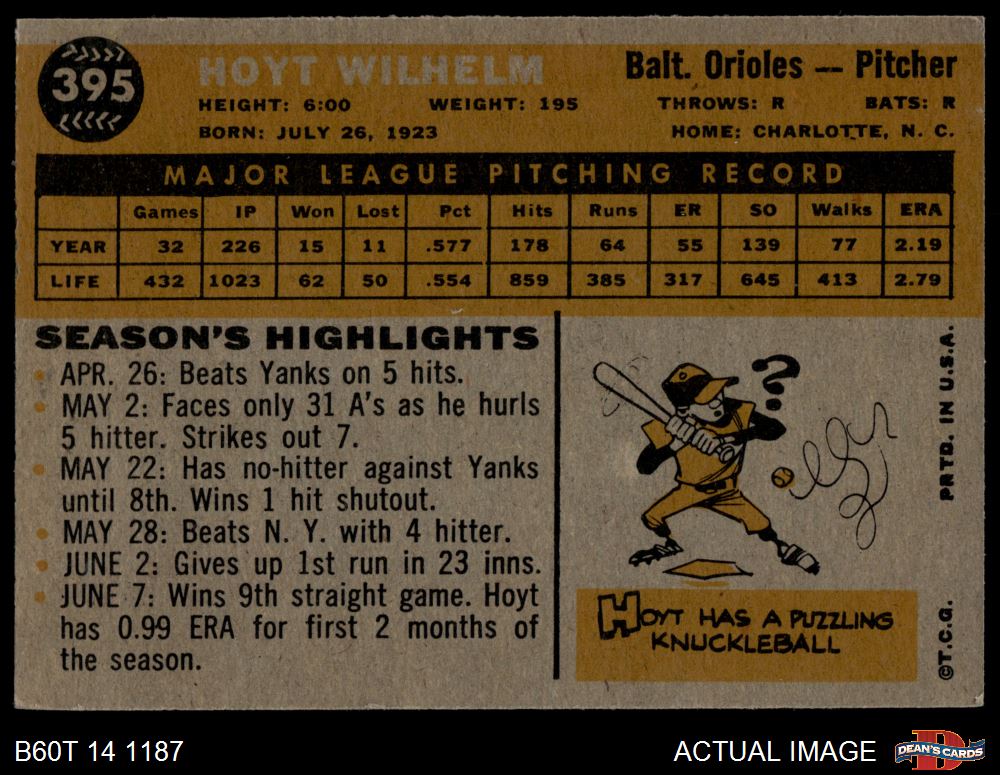 395
HOYT WILHELM
Balt. Orioles -- Pitcher
HEIGHT: 6:00 WEIGHT: 195 THROWS: R BATS: R
BORN: JULY 26, 1923 HOME: CHARLOTTE, N. C.
MAJOR LEAGUE PITCHING RECORD
Games IP Won Lost Pct Hits Runs ER SO Walks ERA
YEAR 32 226 15 11 .577 178 64 55 139 77 2.19
LIFE 432 1023 62 50 .554 859 385 317 645 413 2.79
SEASON'S HIGHLIGHTS
• APR. 26: Beats Yanks on 5 hits.
• MAY 2: Faces only 31 A's as he hurls
5 hitter. Strikes out 7.
• MAY 22: Has no-hitter against Yanks
until 8th. Wins 1 hit shutout.
• MAY 28: Beats N. Y. with 4 hitter.
• JUNE 2: Gives up 1st run in 23 inns.
• JUNE 7: Wins 9th straight game. Hoyt
has 0.99 ERA for first 2 months of
the season.
?
HOYT HAS A PUZZLING
KNUCKLEBALL
PRTD. IN U.S.A.
©T.C.G.
B60T 14 1187
ACTUAL IMAGE
D
DEAN'S CARDS